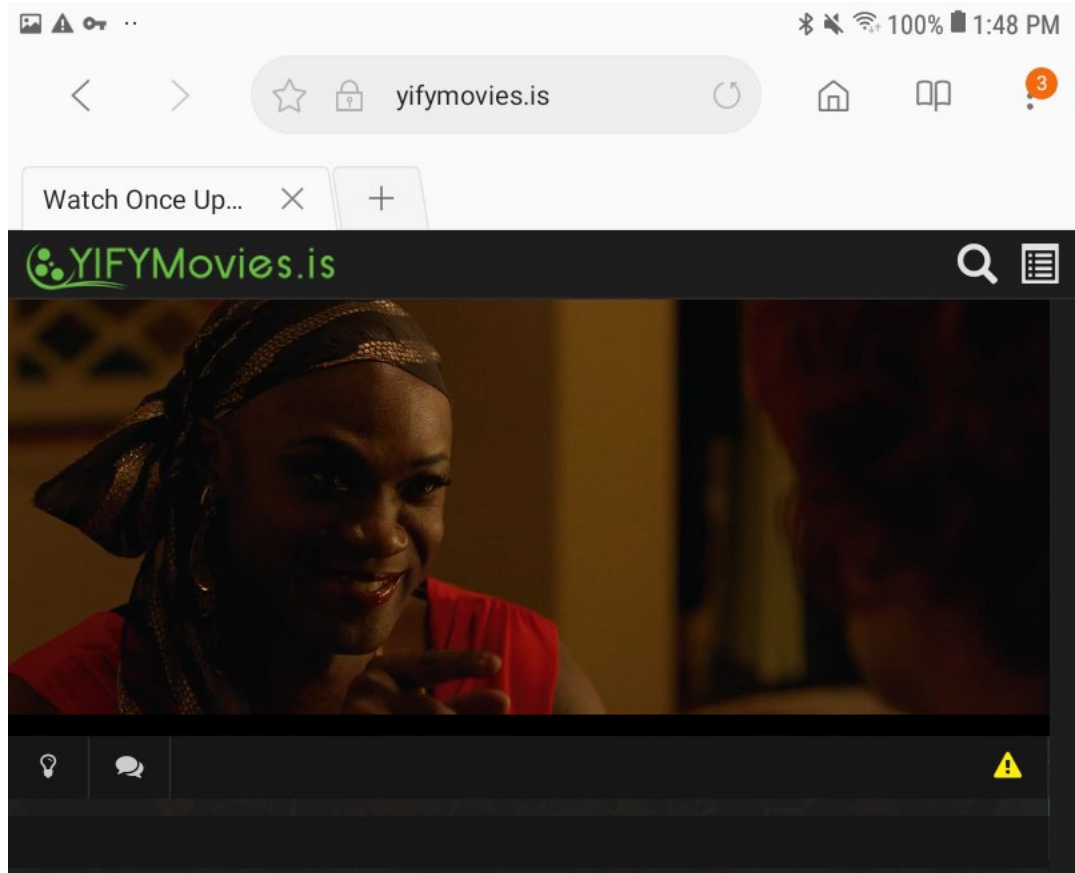 100% 1:48 PM
yifymovies.is
3
Watch Once Up...
YIFYMovies.is